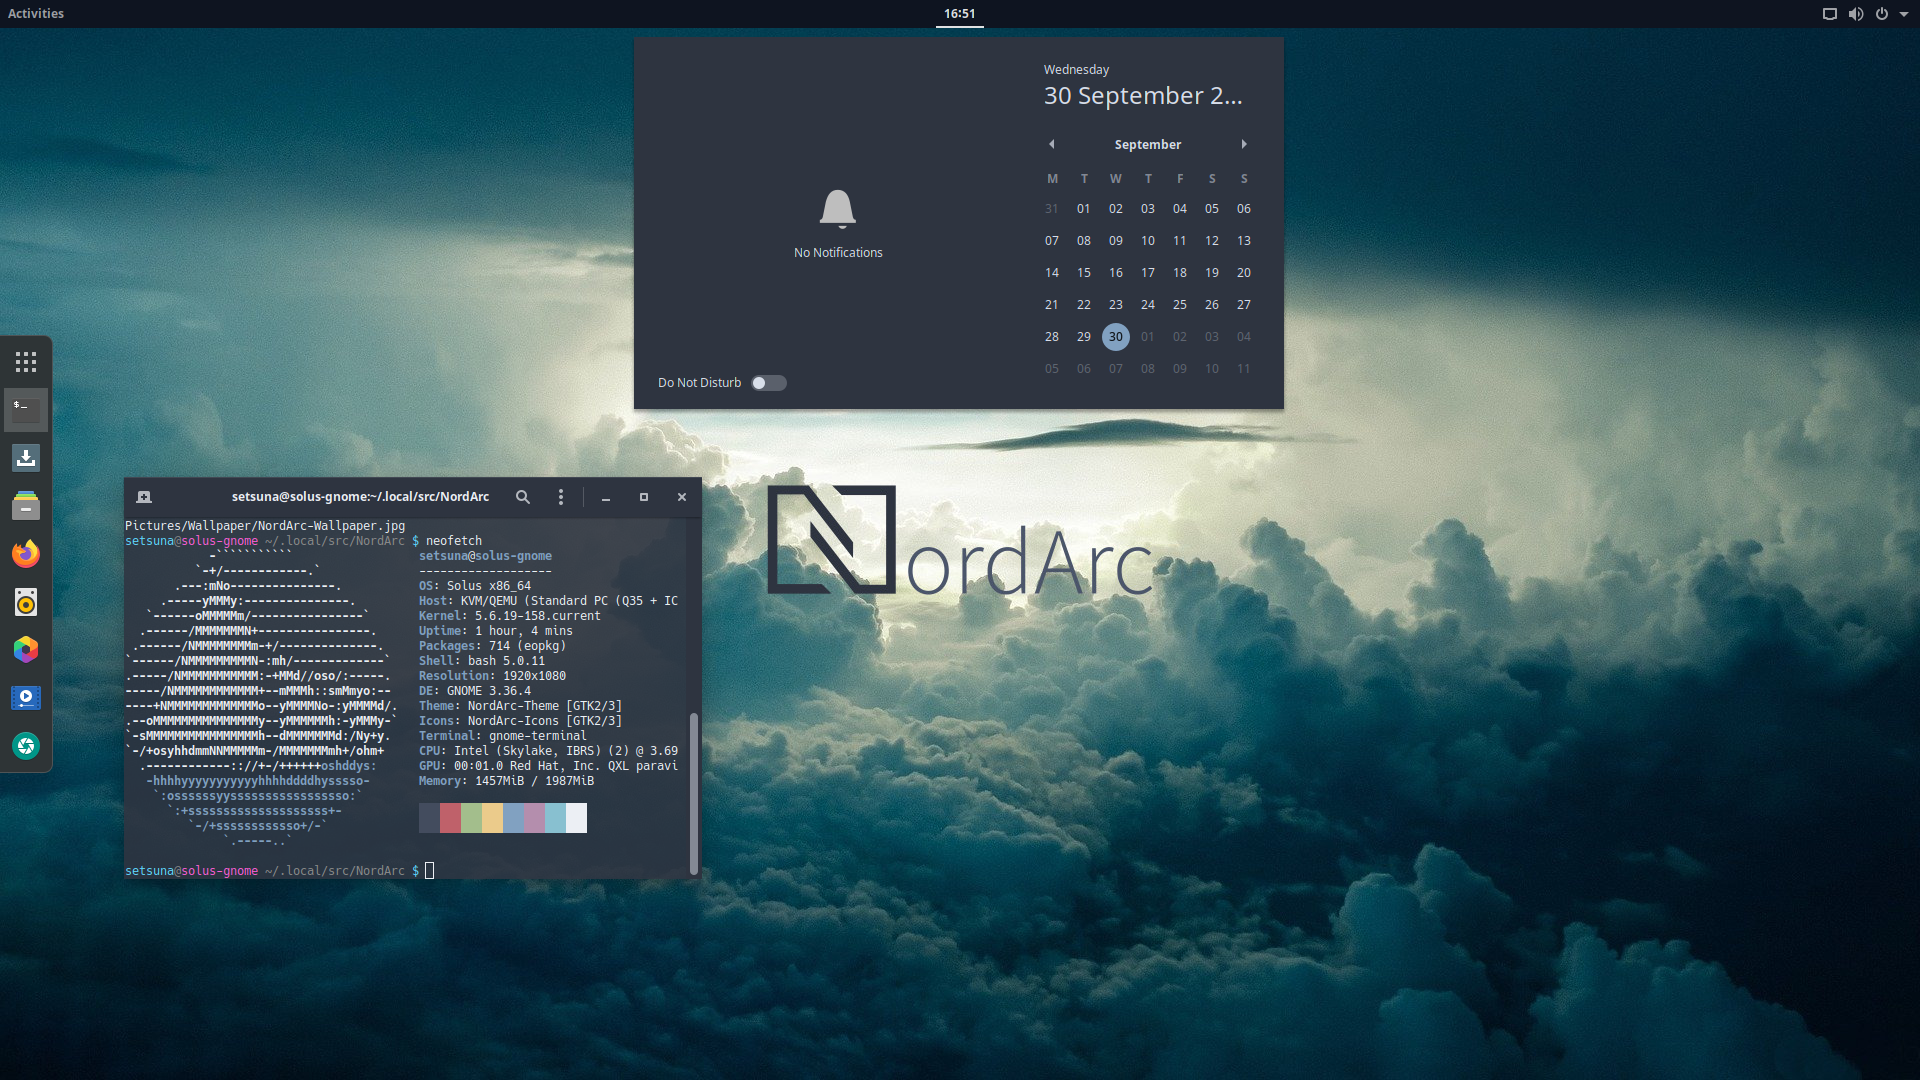 Activities
16:51
Wednesday
30 September 2...
September
M T W T F S S
31 01 02 03 04 05 06
07 08 09 10 11 12 13
14 15 16 17 18 19 20
21 22 23 24 25 26 27
28 29 30 01 02 03 04
05 06 07 08 09 10 11
No Notifications
Do Not Disturb
NordArc
$_
setsuna@solus-gnome:~/.local/src/NordArc
Pictures/Wallpaper/NordArc-Wallpaper.jpg
setsuna@solus-gnome ~/.local/src/NordArc $ neofetch
setsuna@solus-gnome
-------------------
OS: Solus x86_64
Host: KVM/QEMU (Standard PC (Q35 + IC
Kernel: 5.6.19-158.current
Uptime: 1 hour, 4 mins
Packages: 714 (eopkg)
Shell: bash 5.0.11
Resolution: 1920x1080
DE: GNOME 3.36.4
Theme: NordArc-Theme [GTK2/3]
Icons: NordArc-Icons [GTK2/3]
Terminal: gnome-terminal
CPU: Intel (Skylake, IBRS) (2) @ 3.69
GPU: 00:01.0 Red Hat, Inc. QXL paravi
Memory: 1457MiB / 1987MiB
setsuna@solus-gnome ~/.local/src/NordArc $